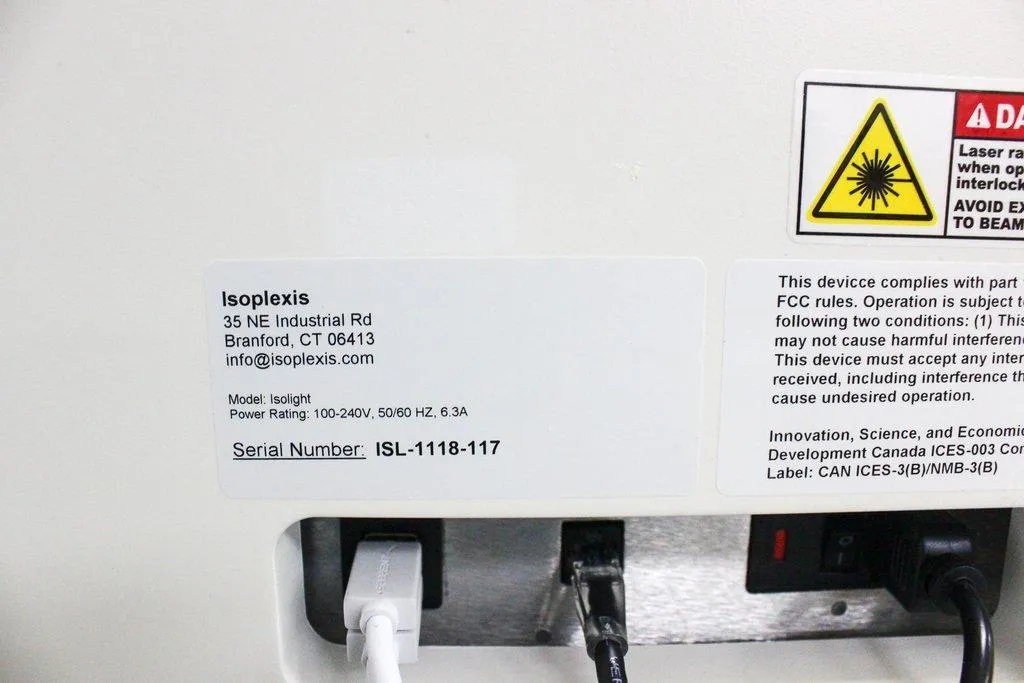 Isoplexis
35 NE Industrial Rd
Branford, CT 06413
info@isoplexis.com
Model: Isolight
Power Rating: 100-240V, 50/60 HZ, 6.3A
Serial Number: ISL-1118-117
DA
Laser ra
when op
interlock
AVOID EX
TO BEAM
This devicce complies with part
FCC rules. Operation is subject to
following two conditions: (1) This
may not cause harmful interferenc
This device must accept any inter
received, including interference th
cause undesired operation.
Innovation, Science, and Economic
Development Canada ICES-003 Com
Label: CAN ICES-3(B)/NMB-3(B)